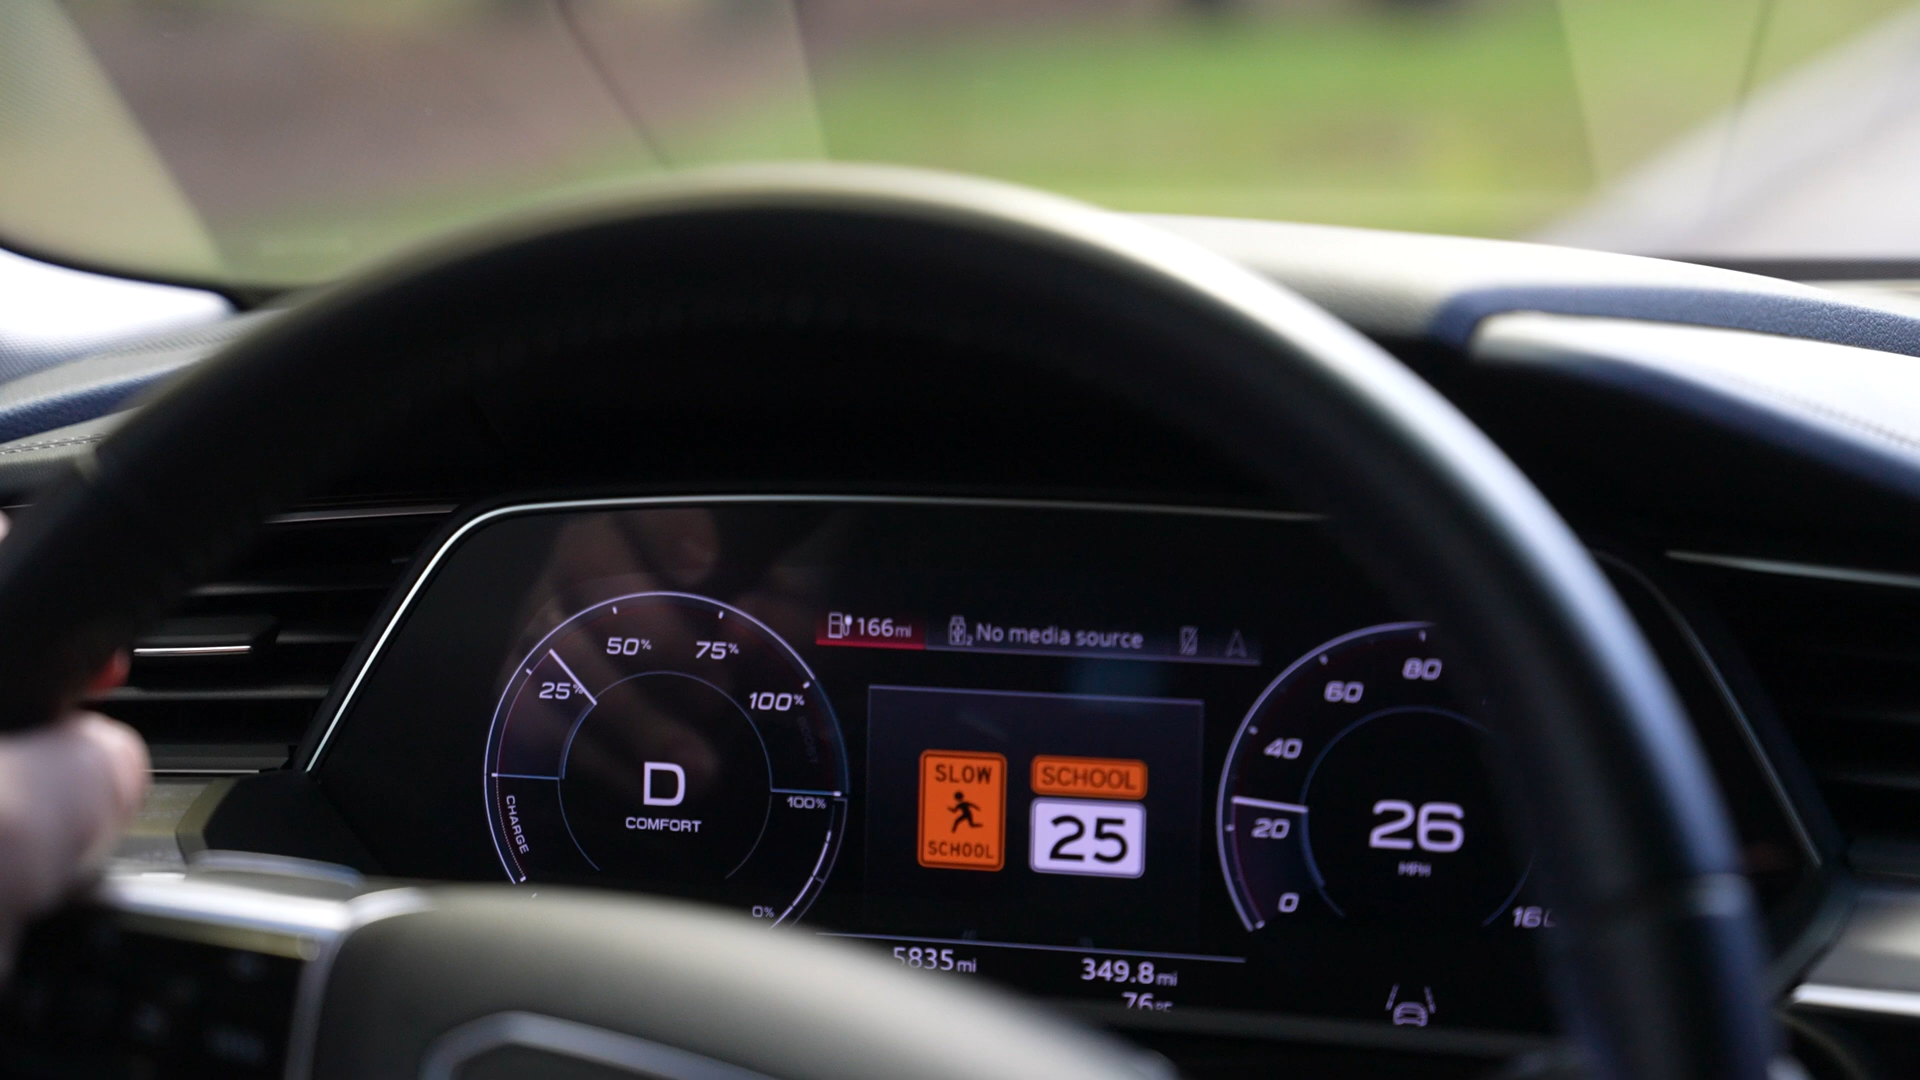 166mi
No media source
50%
75%
25%
100%
CHARGE
D
COMFORT
100%
0%
SLOW
SCHOOL
SCHOOL
25
80
60
40
20
0
26
MPH
5835mi
349.8mi